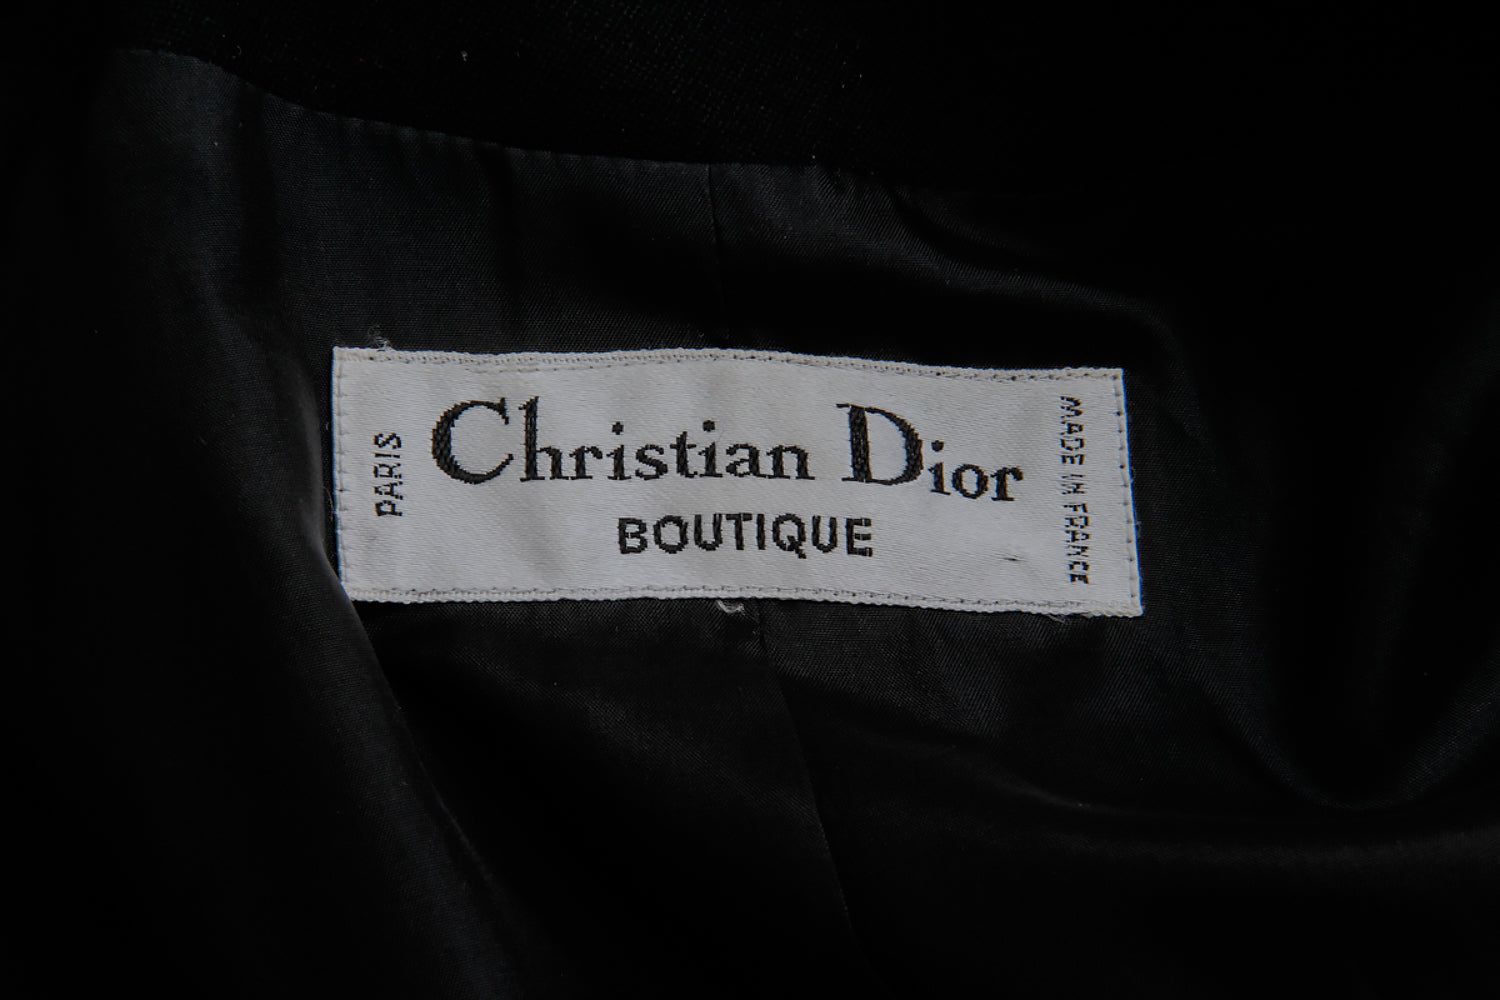 PARIS
Christian Dior
BOUTIQUE
MADE IN FRANCE